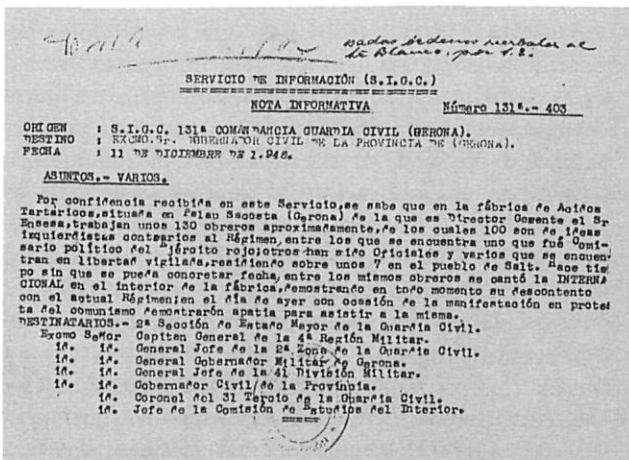 dadas órdenes verbales al
Blanco, por S.E.
SERVICIO DE INFORMACIÓN (S.I.G.C.)
NOTA INFORMATIVA Número 131ª.- 403
ORIGEN : S.I.G.C. 131ª COMANDANCIA GUARDIA CIVIL (GERONA).
DESTINO : EXCMO.Sr. GOBERNADOR CIVIL DE LA PROVINCIA DE (GERONA).
FECHA : 11 DE DICIEMBRE DE 1.946.
ASUNTOS.- VARIOS.
Por confidencia recibida en este Servicio,se sabe que en la fábrica de Acidos
Tartáricos,situada en Palau Sacosta (Gerona) de la que es Director Gerente el Sr
Ensesa,trabajan unos 130 obreros aproximadamente,de los cuales 100 son de ideas
izquierdistas contrarios al Régimen,entre los que se encuentra uno que fué Comi-
sario político del Ejército rojo;otros han sido Oficiales y varios que se encuen-
tran en libertad vigilada,residiendo sobre unos 7 en el pueblo de Salt. Hace tie
po sin que se pueda concretar fecha,entre los mismos obreros se cantó la INTERNA
CIONAL en el interior de la fábrica,demostrando en todo momento su descontento
con el actual Régimen;en el día de ayer con ocasión de la manifestación en protes
ta del comunismo demostrarón apatia para asistir a la misma.
DESTINATARIOS.- 2ª Sección de Estado Mayor de la Guardia Civil.
Excmo Señor Capitan General de la 4ª Región Militar.
id. id. General Jefe de la 2ª Zona de la Guardia Civil.
id. id. General Gobernador Militar de Gerona.
id. id. General Jefe de la 41 División Militar.
id. id. Gobernador Civil de la Provinbia.
id. Coronel del 31 Tercio de la Guardia Civil.
id. Jefe de la Comisión de Estudios del Interior.